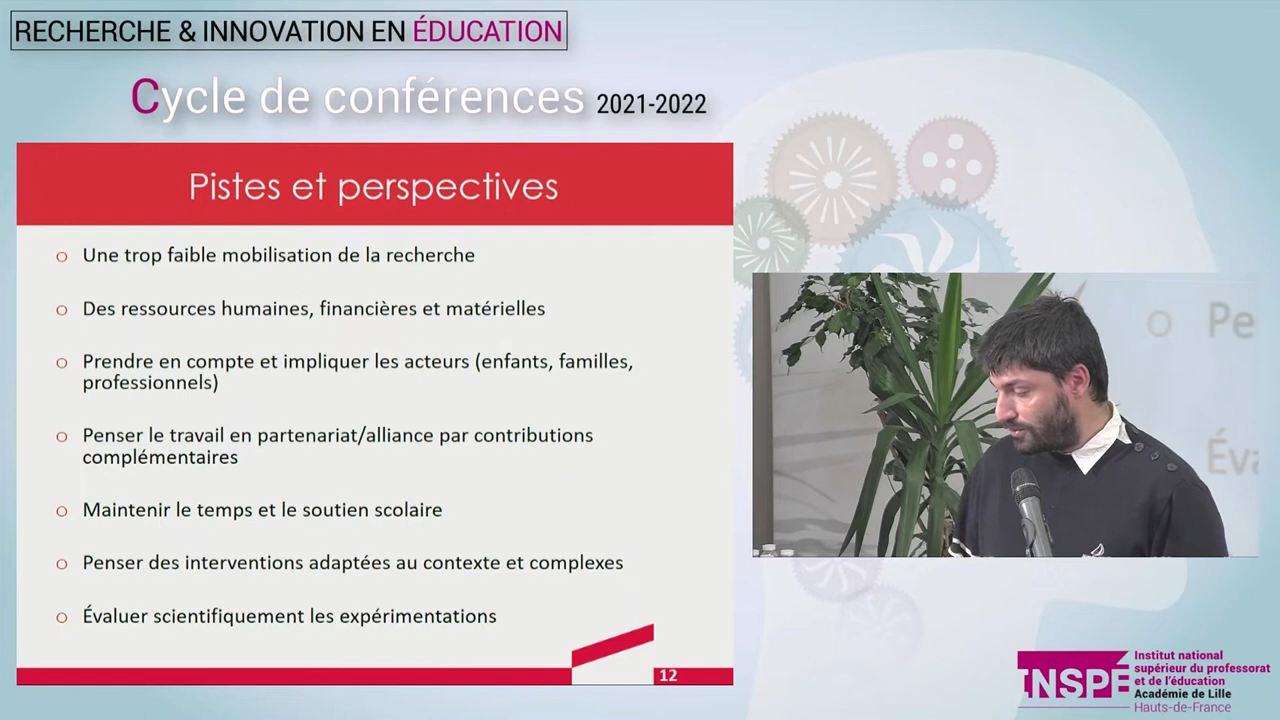 RECHERCHE & INNOVATION EN ÉDUCATION
Cycle de conférences 2021-2022
Pistes et perspectives
o Une trop faible mobilisation de la recherche
o Des ressources humaines, financières et matérielles
o Prendre en compte et impliquer les acteurs (enfants, familles,
professionnels)
o Penser le travail en partenariat/alliance par contributions
complémentaires
o Maintenir le temps et le soutien scolaire
o Penser des interventions adaptées au contexte et complexes
o Évaluer scientifiquement les expérimentations
12
o Pe
Éva
INSPÉ
Institut national
supérieur du professorat
et de l'éducation
Académie de Lille
Hauts-de-France